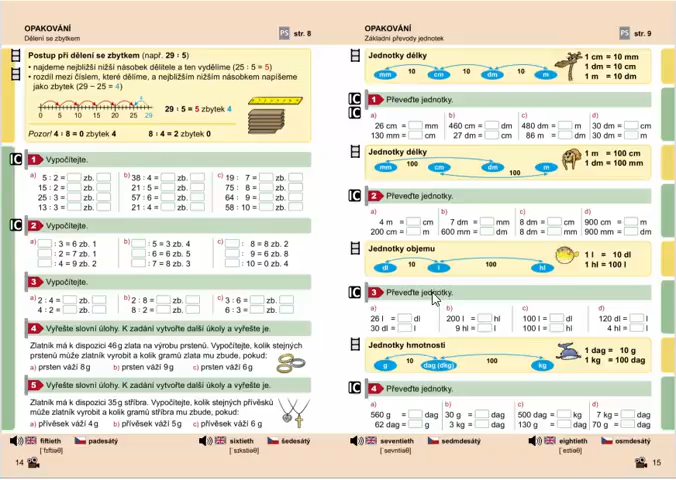 OPAKOVÁNÍ
Dělení se zbytkem
PS str. 8
Postup při dělení se zbytkem (např. 29 : 5)
• najdeme nejbližší nižší násobek dělitele a ten vydělíme (25 : 5 = 5)
• rozdíl mezi číslem, které dělíme, a nejbližším nižším násobkem napíšeme
jako zbytek (29 − 25 = 4)
0 5 10 15 20 25 29
29 : 5 = 5 zbytek 4
Pozor! 4 : 8 = 0 zbytek 4 8 : 4 = 2 zbytek 0
1 Vypočítejte.
a) 5 : 2 = zb. b) 38 : 4 = zb. c) 19 : 7 = zb.
15 : 2 = zb. 21 : 5 = zb. 75 : 8 = zb.
25 : 3 = zb. 57 : 6 = zb. 64 : 9 = zb.
13 : 3 = zb. 21 : 4 = zb. 58 : 10 = zb.
2 Vypočítejte.
a) : 3 = 6 zb. 1 b) : 5 = 3 zb. 4 c) : 8 = 8 zb. 2
: 2 = 7 zb. 1 : 6 = 6 zb. 5 : 9 = 6 zb. 8
: 4 = 9 zb. 2 : 7 = 8 zb. 3 : 10 = 0 zb. 4
3 Vypočítejte.
a) 2 : 4 = zb. b) 2 : 8 = zb. c) 3 : 6 = zb.
4 : 2 = zb. 8 : 2 = zb. 6 : 3 = zb.
4 Vyřešte slovní úlohy. K zadání vytvořte další úkoly a vyřešte je.
Zlatník má k dispozici 46 g zlata na výrobu prstenů. Vypočítejte, kolik stejných
prstenů může zlatník vyrobit a kolik gramů zlata mu zbude, pokud:
a) prsten váží 8 g b) prsten váží 9 g c) prsten váží 6 g
5 Vyřešte slovní úlohy. K zadání vytvořte další úkoly a vyřešte je.
Zlatník má k dispozici 35 g stříbra. Vypočítejte, kolik stejných přívěsků
může zlatník vyrobit a kolik gramů stříbra mu zbude, pokud:
a) přívěsek váží 4 g b) přívěsek váží 5 g c) přívěsek váží 6 g
fiftieth padesátý sixtieth šedesátý
14
OPAKOVÁNÍ
Základní převody jednotek
PS str. 9
Jednotky délky
mm 10 cm 10 dm 10 m
1 cm = 10 mm
1 dm = 10 cm
1 m = 10 dm
1 Převeďte jednotky.
a) b) c) d)
26 cm = mm 460 cm = dm 480 dm = m 30 dm = cm
130 mm = cm 27 dm = cm 86 m = dm 30 dm = m
Jednotky délky
mm 100 cm dm m
100
1 m = 100 cm
1 dm = 100 mm
2 Převeďte jednotky.
a) b) c) d)
4 m = cm 7 dm = mm 8 dm = cm 900 cm = m
200 cm = m 600 mm = dm 8 dm = mm 900 mm = dm
Jednotky objemu
dl 10 l 100 hl
1 l = 10 dl
1 hl = 100 l
3 Převeďte jednotky.
a) b) c) d)
26 l = dl 200 l = hl 100 l = dl 120 dl = l
30 dl = l 9 hl = l 100 l = hl 4 hl = l
Jednotky hmotnosti
g 10 dag (dkg) 100 kg
1 dag = 10 g
1 kg = 100 dag
4 Převeďte jednotky.
a) b) c) d)
560 g = dag 30 g = dag 500 dag = kg 7 kg = dag
62 dag = g 3 kg = dag 130 g = dag 70 g = dag
seventieth sedmdesátý eightieth osmdesátý
15